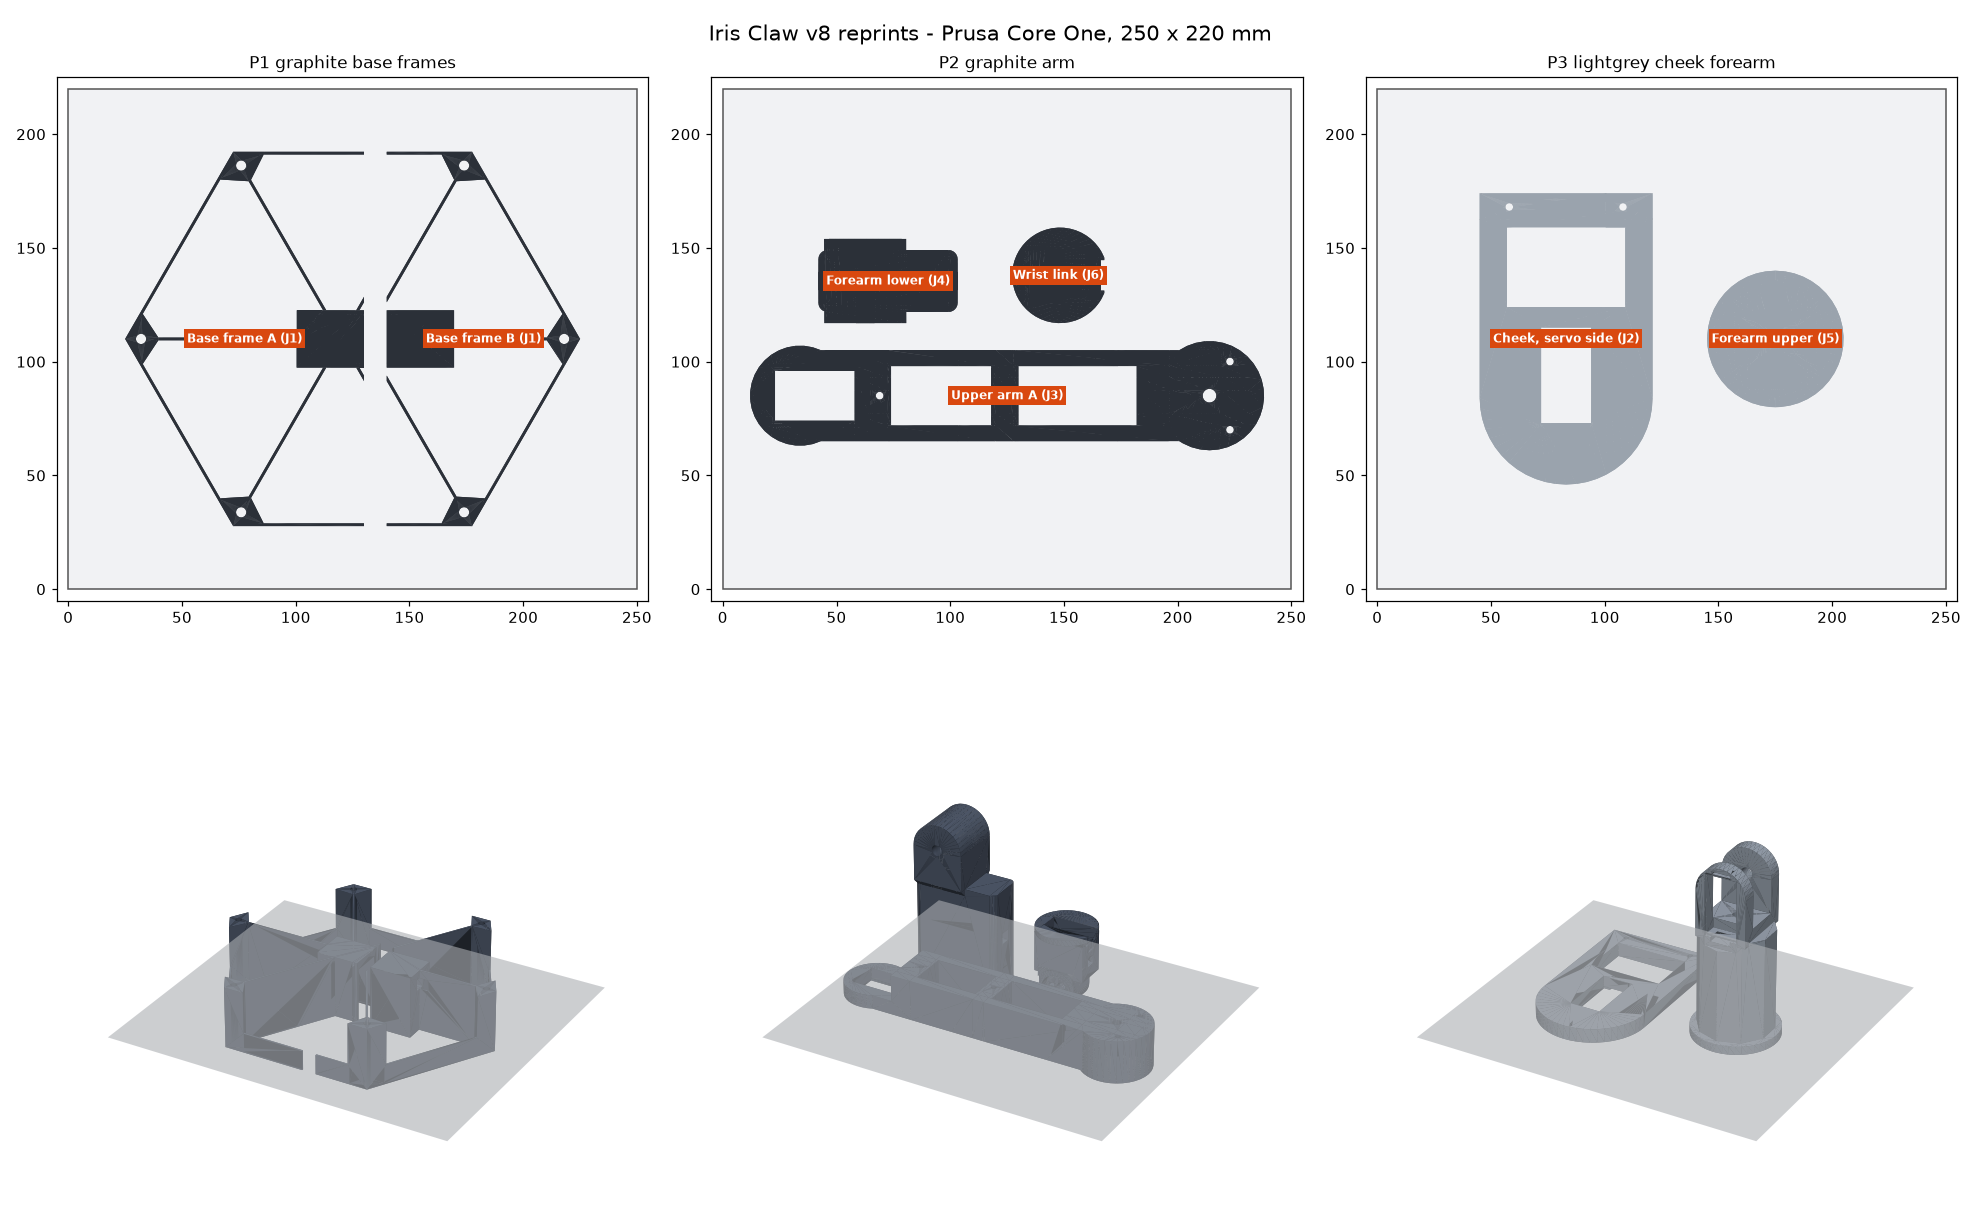 Iris Claw v8 reprints - Prusa Core One, 250 x 220 mm
P1 graphite base frames
200
150
100
50
0
Base frame A (J1)
Base frame B (J1)
0 50 100 150 200 250
P2 graphite arm
200
150
100
50
0
Forearm lower (J4)
Wrist link (J6)
Upper arm A (J3)
0 50 100 150 200 250
P3 lightgrey cheek forearm
200
150
100
50
0
Cheek, servo side (J2)
Forearm upper (J5)
0 50 100 150 200 250